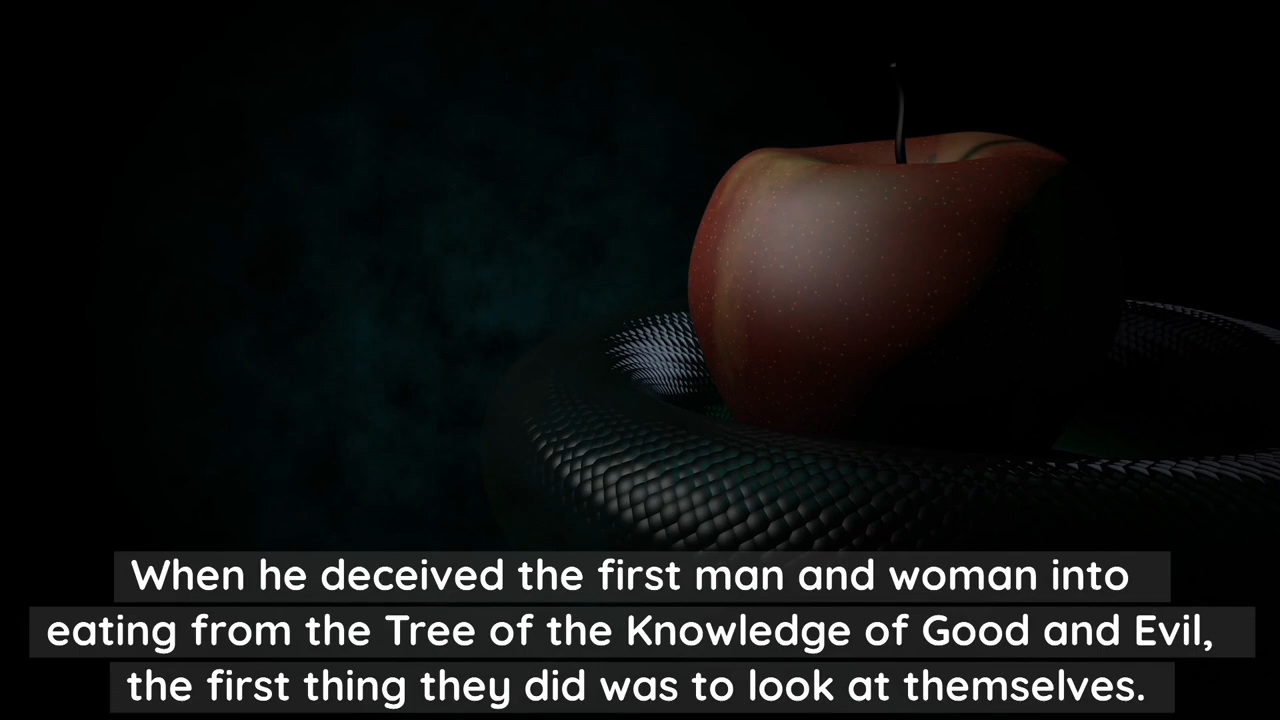 When he deceived the first man and woman into
eating from the Tree of the Knowledge of Good and Evil,
the first thing they did was to look at themselves.